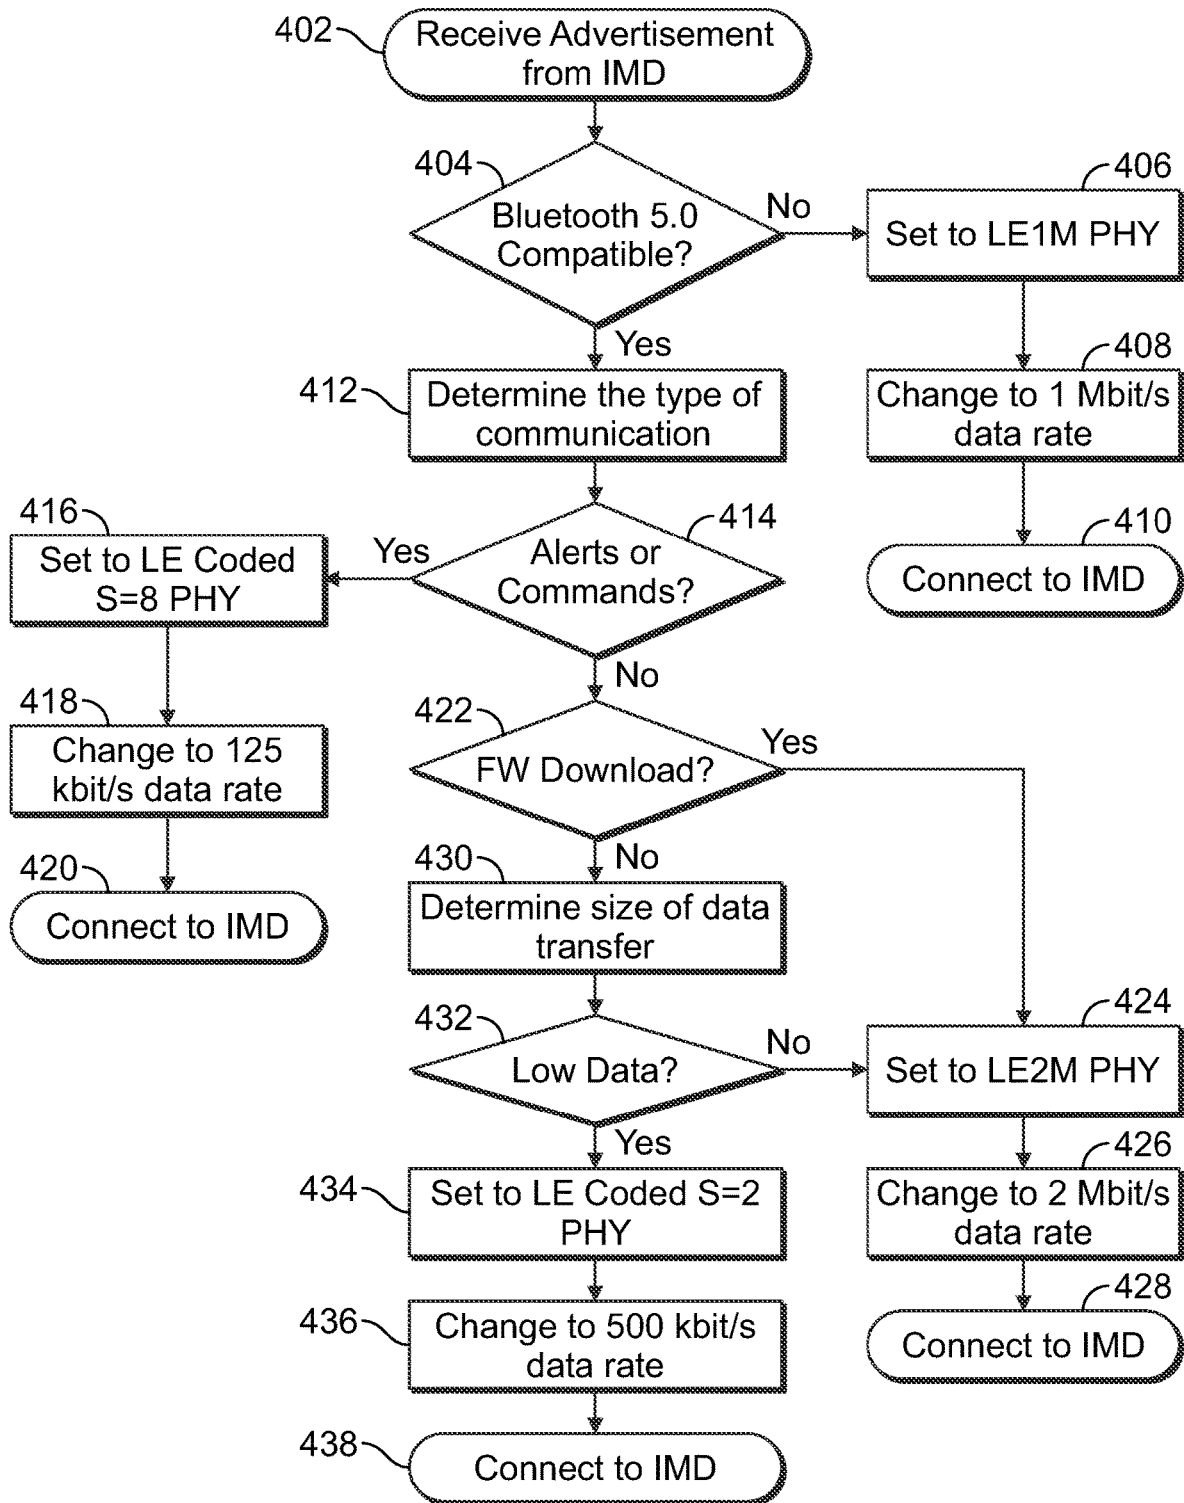 402
Receive Advertisement
from IMD
404
Bluetooth 5.0
Compatible?
No
406
Set to LE1M PHY
Yes
408
Change to 1 Mbit/s
data rate
410
Connect to IMD
412
Determine the type of
communication
414
Alerts or
Commands?
Yes
416
Set to LE Coded
S=8 PHY
418
Change to 125
kbit/s data rate
420
Connect to IMD
No
422
FW Download?
Yes
No
430
Determine size of data
transfer
432
Low Data?
No
424
Set to LE2M PHY
426
Change to 2 Mbit/s
data rate
428
Connect to IMD
Yes
434
Set to LE Coded S=2
PHY
436
Change to 500 kbit/s
data rate
438
Connect to IMD